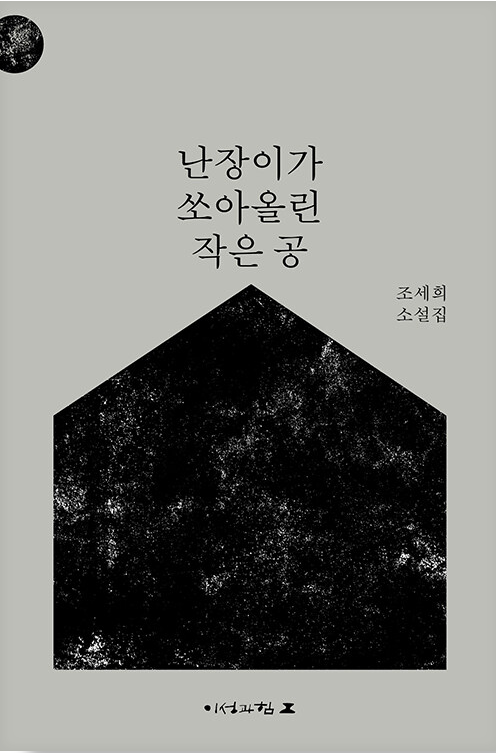 난장이가
쏘아올린
작은 공
조세희
소설집
이성과힘